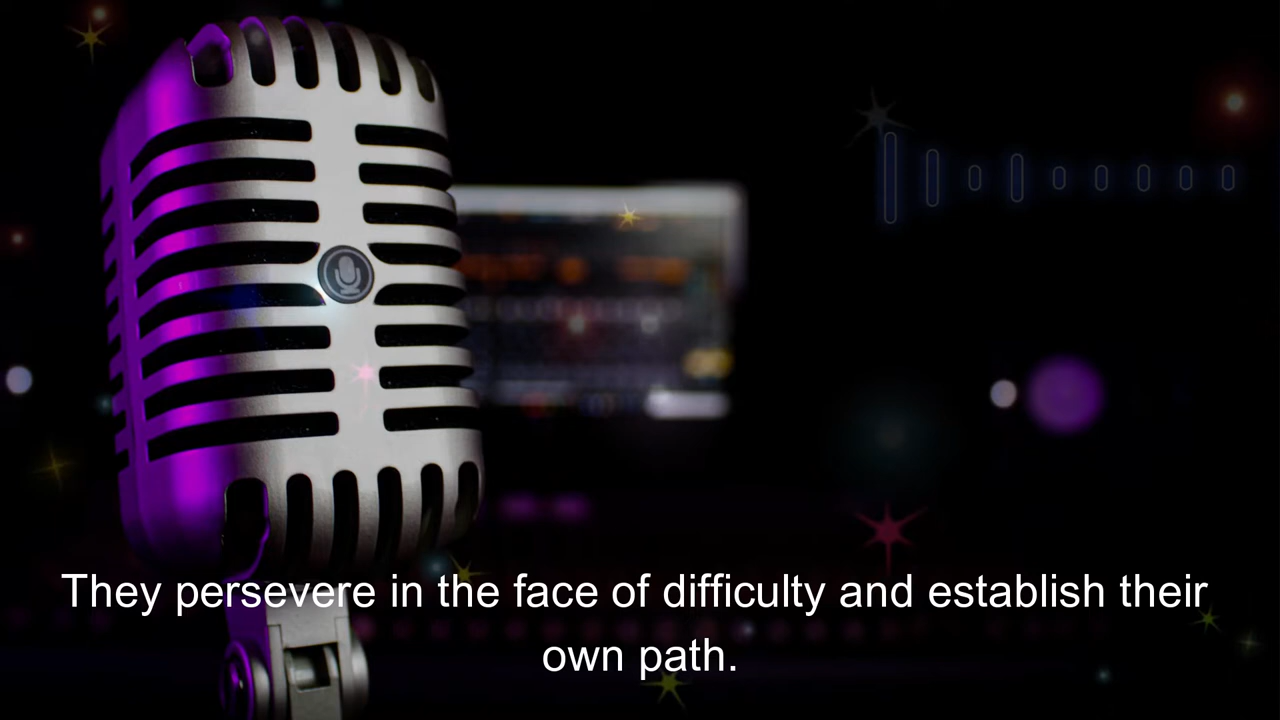 They persevere in the face of difficulty and establish their
own path.